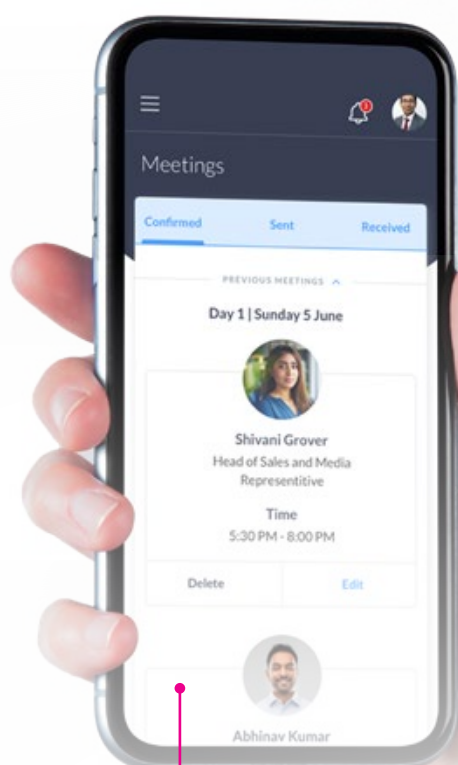 Meetings
Confirmed Sent Received
PREVIOUS MEETINGS
Day 1 | Sunday 5 June
Shivani Grover
Head of Sales and Media
Representitive
Time
5:30 PM - 8:00 PM
Delete Edit
Abhinav Kumar